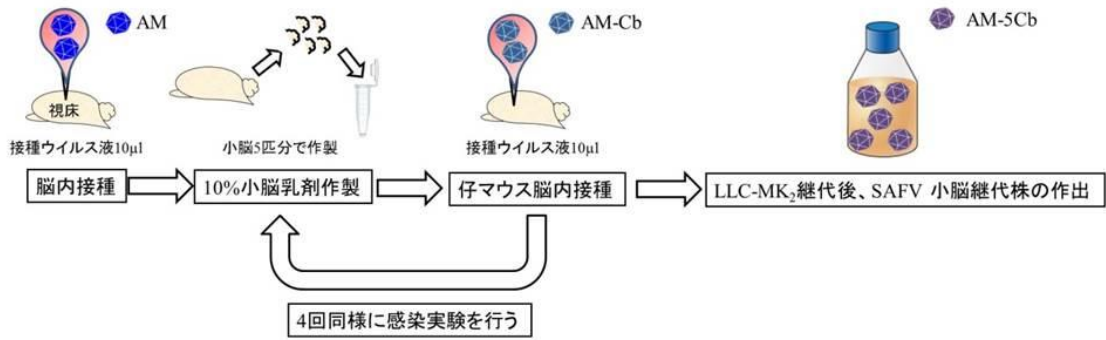 AM
AM-Cb
AM-5Cb
視床
接種ウイルス液10μl
小脳5匹分で作製
接種ウイルス液10μl
脳内接種
10%小脳乳剤作製
仔マウス脳内接種
LLC-MK₂継代後、SAFV 小脳継代株の作出
4回同様に感染実験を行う